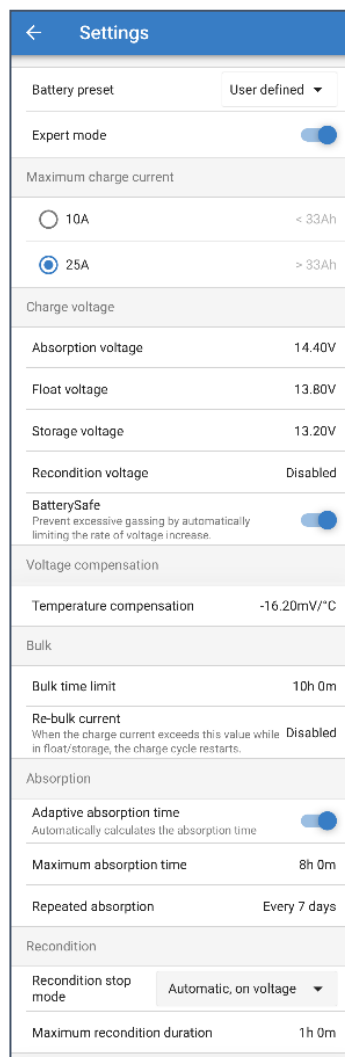 ← Settings
Battery preset User defined
Expert mode
Maximum charge current
10A < 33Ah
25A > 33Ah
Charge voltage
Absorption voltage 14.40V
Float voltage 13.80V
Storage voltage 13.20V
Recondition voltage Disabled
BatterySafe
Prevent excessive gassing by automatically
limiting the rate of voltage increase.
Voltage compensation
Temperature compensation -16.20mV/°C
Bulk
Bulk time limit 10h 0m
Re-bulk current
When the charge current exceeds this value while Disabled
in float/storage, the charge cycle restarts.
Absorption
Adaptive absorption time
Automatically calculates the absorption time
Maximum absorption time 8h 0m
Repeated absorption Every 7 days
Recondition
Recondition stop
mode Automatic, on voltage
Maximum recondition duration 1h 0m